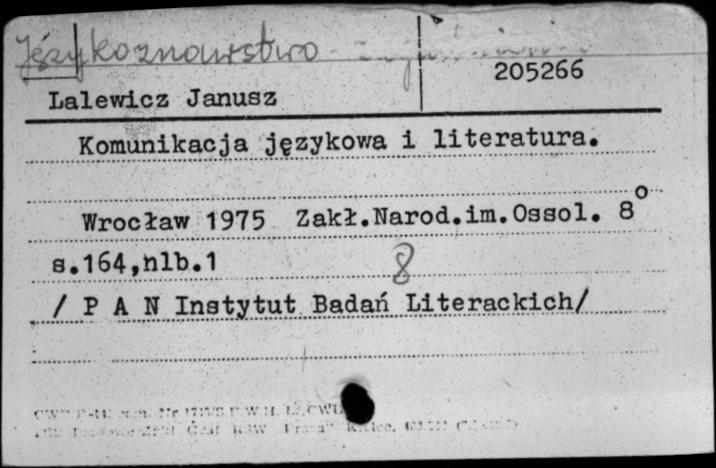 Językoznawstwo
205266
Lalewicz Janusz
Komunikacja językowa i literatura.
Wrocław 1975 Zakł.Narod.im.Ossol. 8°
s.164,nlb.1 8
/ P A N Instytut Badań Literackich/